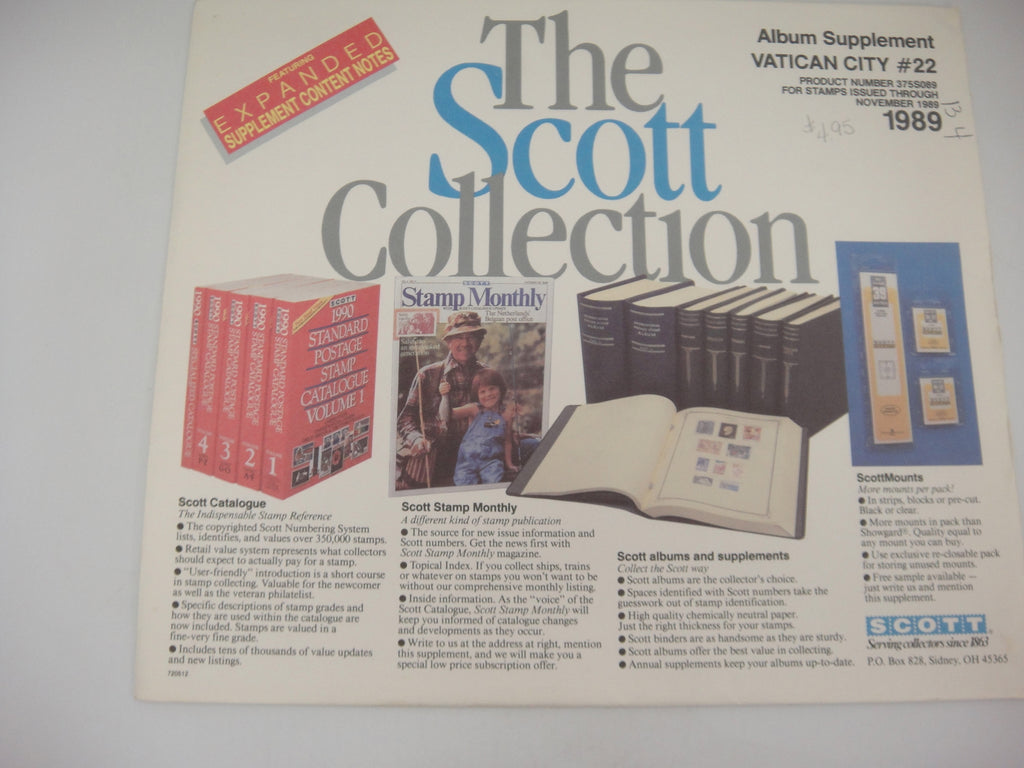 FEATURING
EXPANDED
SUPPLEMENT CONTENT NOTES
The
Scott
Collection
Album Supplement
VATICAN CITY #22
PRODUCT NUMBER 375S089
FOR STAMPS ISSUED THROUGH
NOVEMBER 1989
1989
$4.95
SCOTT
1990
STANDARD
POSTAGE
STAMP
CATALOGUE
VOLUME 1
4
3
2
1
SCOTT
Stamp Monthly
The Netherlands'
Belgian post office
Scott Catalogue
The Indispensable Stamp Reference
● The copyrighted Scott Numbering System
lists, identifies, and values over 350,000 stamps.
● Retail value system represents what collectors
should expect to actually pay for a stamp.
● "User-friendly" introduction is a short course
in stamp collecting. Valuable for the newcomer
as well as the veteran philatelist.
● Specific descriptions of stamp grades and
how they are used within the catalogue are
now included. Stamps are valued in a
fine-very fine grade.
● Includes tens of thousands of value updates
and new listings.
720512
Scott Stamp Monthly
A different kind of stamp publication
● The source for new issue information and
Scott numbers. Get the news first with
Scott Stamp Monthly magazine.
● Topical Index. If you collect ships, trains
or whatever on stamps you won't want to be
without our comprehensive monthly listing.
● Inside information. As the "voice" of the
Scott Catalogue, Scott Stamp Monthly will
keep you informed of catalogue changes
and developments as they occur.
● Write to us at the address at right, mention
this supplement, and we will make you a
special low price subscription offer.
Scott albums and supplements
Collect the Scott way
● Scott albums are the collector's choice.
● Spaces identified with Scott numbers take the
guesswork out of stamp identification.
● High quality chemically neutral paper.
Just the right thickness for your stamps.
● Scott binders are as handsome as they are sturdy.
● Scott albums offer the best value in collecting.
● Annual supplements keep your albums up-to-date.
ScottMounts
More mounts per pack!
● In strips, blocks or pre-cut.
Black or clear.
● More mounts in pack than
Showgard®. Quality equal to
any mount you can buy.
● Use exclusive re-closable pack
for storing unused mounts.
● Free sample available —
just write us and mention
this supplement.
SCOTT
Serving collectors since 1863
P.O. Box 828, Sidney, OH 45365